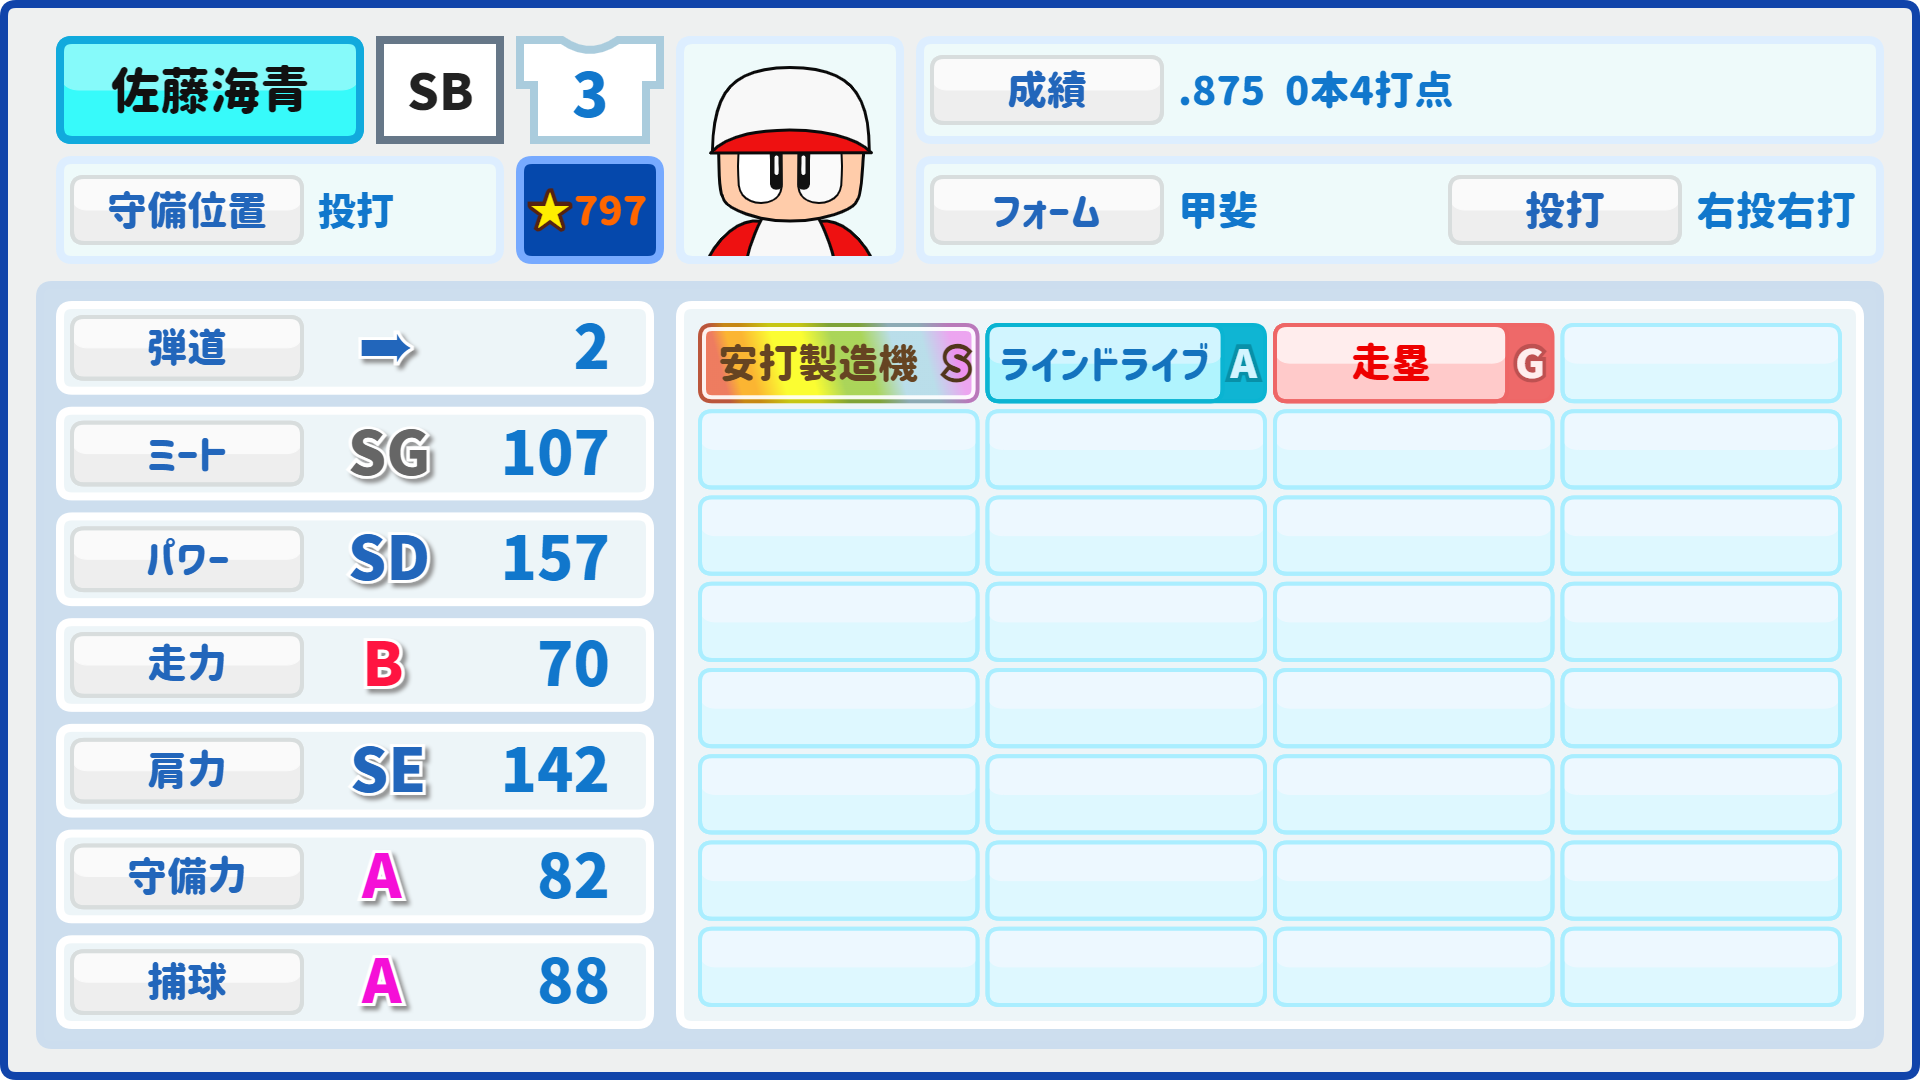 佐藤海青 SB 3
成績 .875 0本4打点
守備位置 投打 ★797
フォーム 甲斐 投打 右投右打
弾道 ➡ 2
ミート SG 107
パワー SD 157
走力 B 70
肩力 SE 142
守備力 A 82
捕球 A 88
安打製造機 S ラインドライブ A 走塁 G